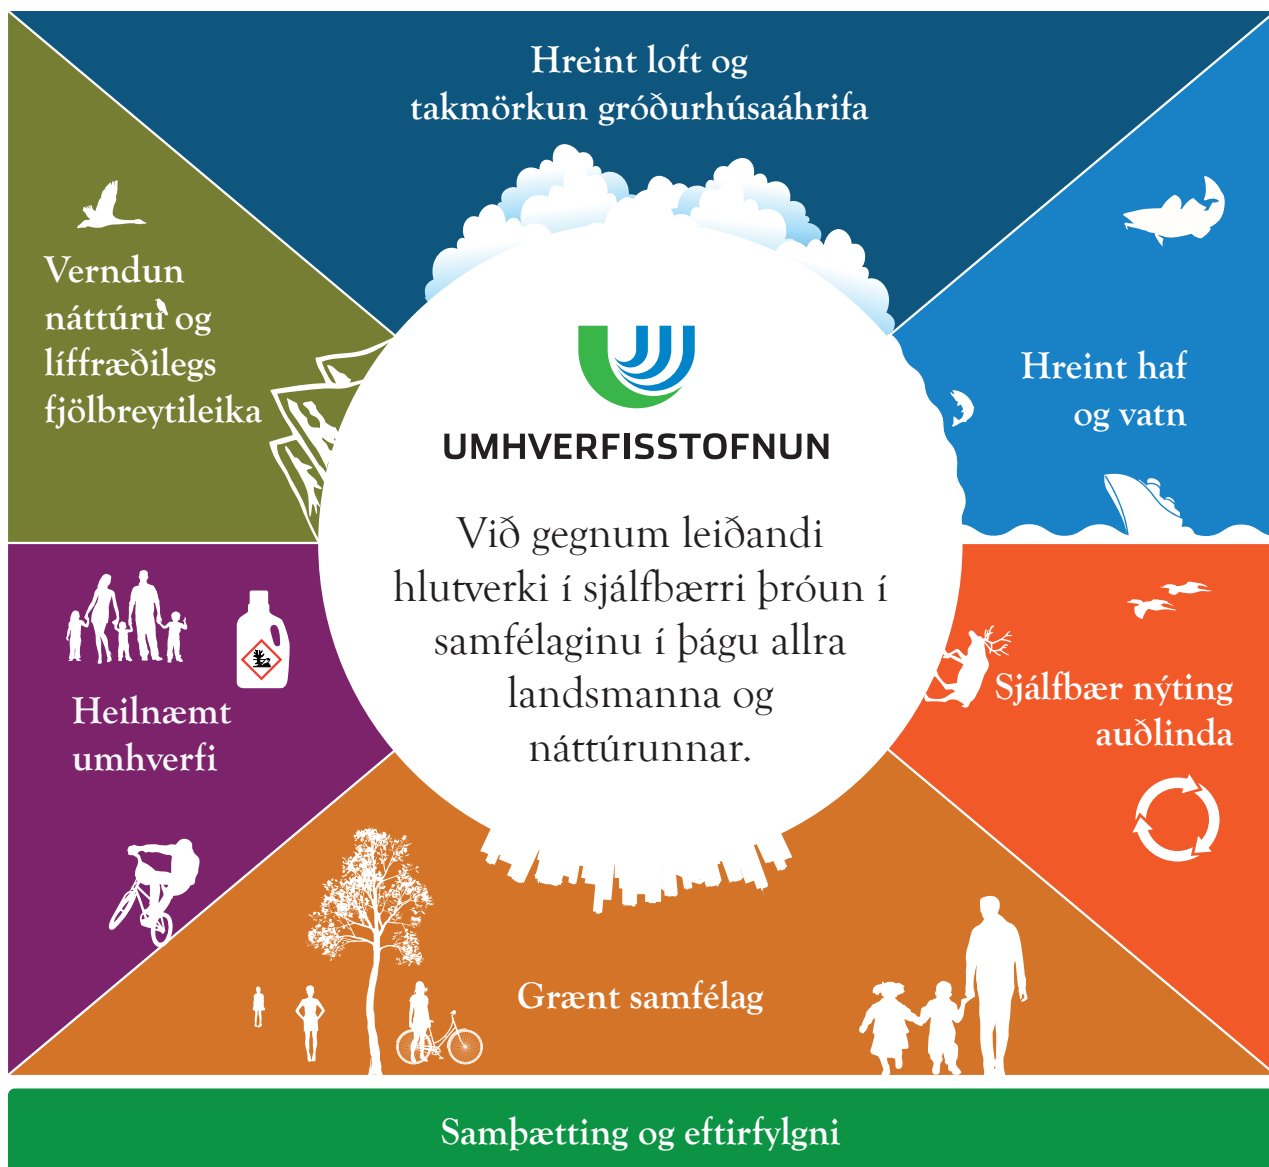 Hreint loft og
takmörkun gróðurhúsaáhrifa
Verndun
náttúru og
líffræðilegs
fjölbreytileika
Hreint haf
og vatn
UMHVERFISSTOFNUN
Við gegnum leiðandi
hlutverki í sjálfbærri þróun í
samfélaginu í þágu allra
landsmanna og
náttúrunnar.
Heilnæmt
umhverfi
Sjálfbær nýting
auðlinda
Grænt samfélag
Samþætting og eftirfylgni